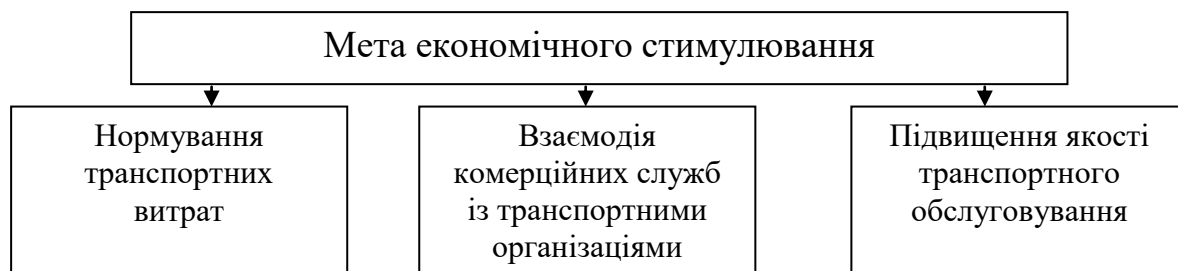 Мета економічного стимулювання
Нормування
транспортних
витрат
Взаємодія
комерційних служб
із транспортними
організаціями
Підвищення якості
транспортного
обслуговування